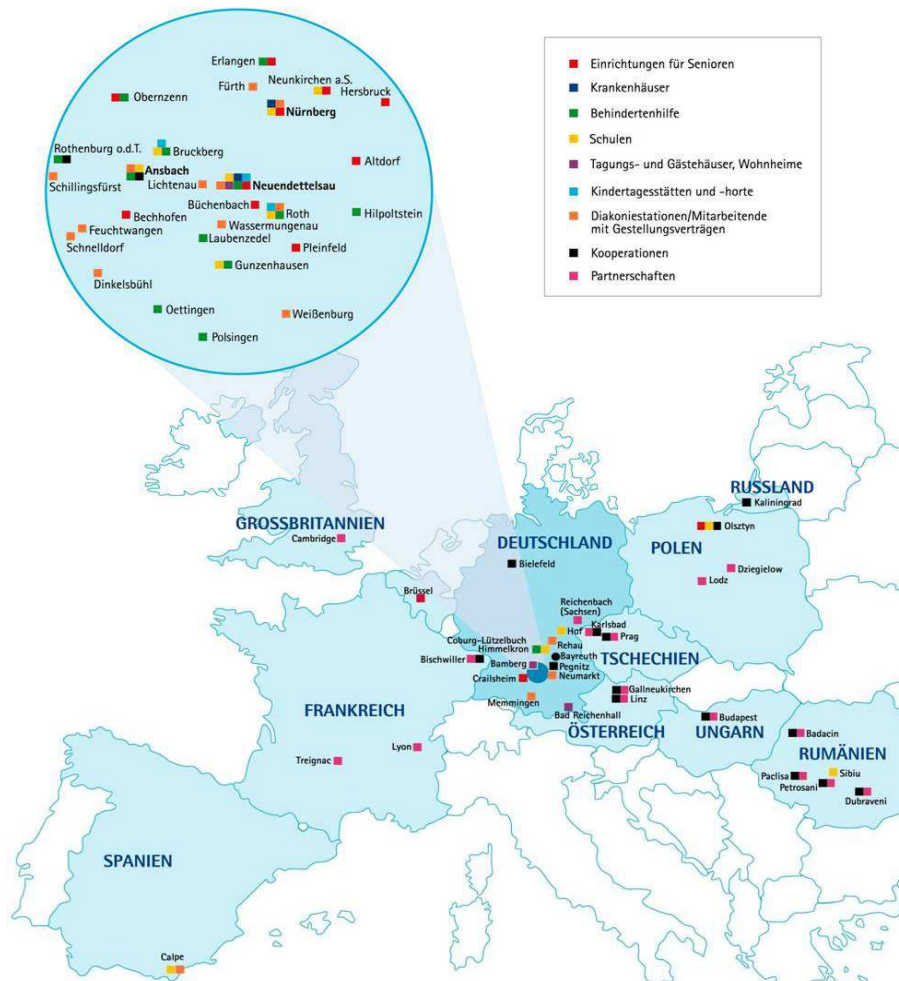 Erlangen
Neunkirchen a.S.
Fürth
Hersbruck
Obernzenn
Nürnberg
Rothenburg o.d.T.
Bruckberg
Altdorf
Ansbach
Schillingsfürst
Lichtenau
Neuendettelsau
Büchenbach
Bechhofen
Roth
Hilpoltstein
Feuchtwangen
Wassermungenau
Schnelldorf
Laubenzedel
Pleinfeld
Gunzenhausen
Dinkelsbühl
Oettingen
Weißenburg
Polsingen
Einrichtungen für Senioren
Krankenhäuser
Behindertenhilfe
Schulen
Tagungs- und Gästehäuser, Wohnheime
Kindertagesstätten und -horte
Diakoniestationen/Mitarbeitende
mit Gestellungsverträgen
Kooperationen
Partnerschaften
RUSSLAND
Kaliningrad
GROSSBRITANNIEN
Cambridge
DEUTSCHLAND
Bielefeld
POLEN
Olsztyn
Dziegielow
Lodz
Brüssel
Reichenbach
(Sachsen)
Karlsbad
Hof
Prag
Coburg-Lützelbuch
Rehau
Himmelkron
Bayreuth
TSCHECHIEN
Bischwiller
Bamberg
Pegnitz
Crailsheim
Neumarkt
Gallneukirchen
Linz
Memmingen
Bad Reichenhall
FRANKREICH
ÖSTERREICH
UNGARN
Budapest
Badacin
RUMÄNIEN
Lyon
Treignac
Paclisa
Sibiu
Petrosani
Dubraveni
SPANIEN
Calpe